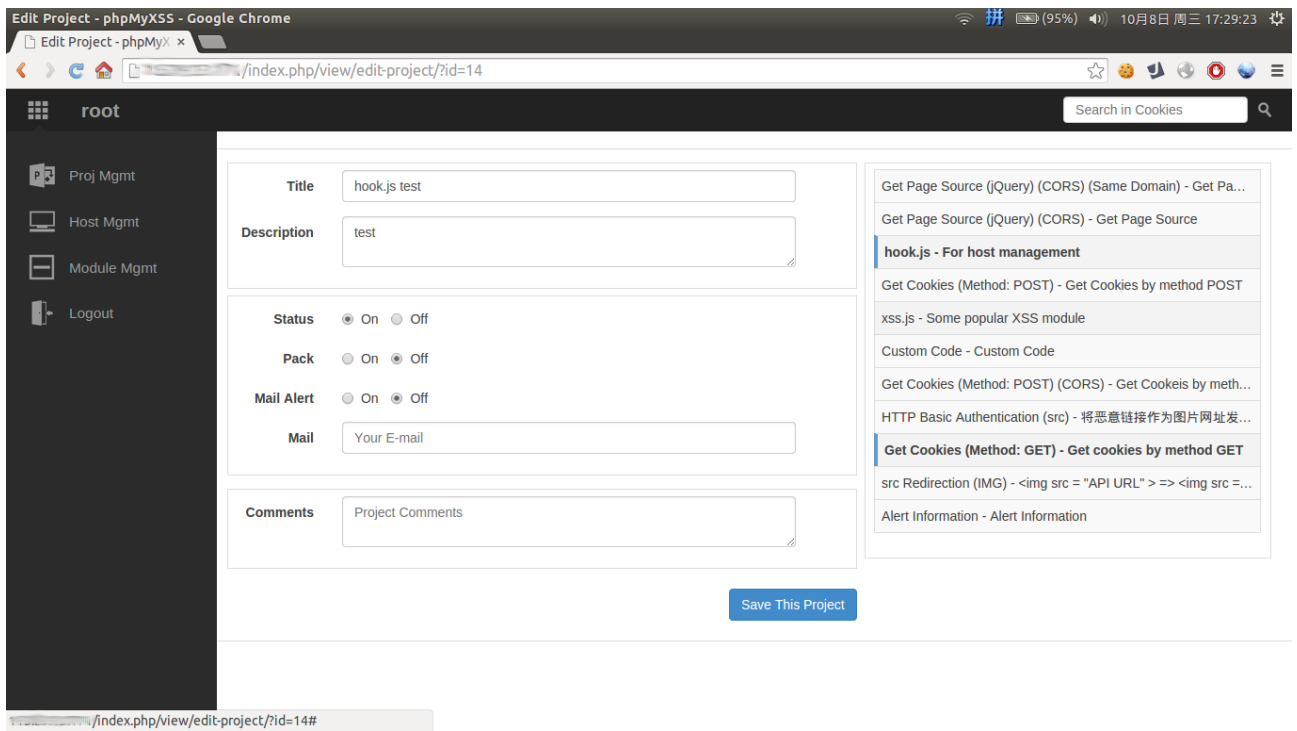 Edit Project - phpMyXSS - Google Chrome
(95%) 10月8日 周三 17:29:23
Edit Project - phpMyX ×
/index.php/view/edit-project/?id=14
root
Search in Cookies
Proj Mgmt
Host Mgmt
Module Mgmt
Logout
Title
hook.js test
Description
test
Status
On Off
Pack
On Off
Mail Alert
On Off
Mail
Your E-mail
Comments
Project Comments
Save This Project
Get Page Source (jQuery) (CORS) (Same Domain) - Get Pa...
Get Page Source (jQuery) (CORS) - Get Page Source
hook.js - For host management
Get Cookies (Method: POST) - Get Cookies by method POST
xss.js - Some popular XSS module
Custom Code - Custom Code
Get Cookies (Method: POST) (CORS) - Get Cookeis by meth...
HTTP Basic Authentication (src) - 将恶意链接作为图片网址发...
Get Cookies (Method: GET) - Get cookies by method GET
src Redirection (IMG) - <img src = "API URL" > => <img src =...
Alert Information - Alert Information
/index.php/view/edit-project/?id=14#